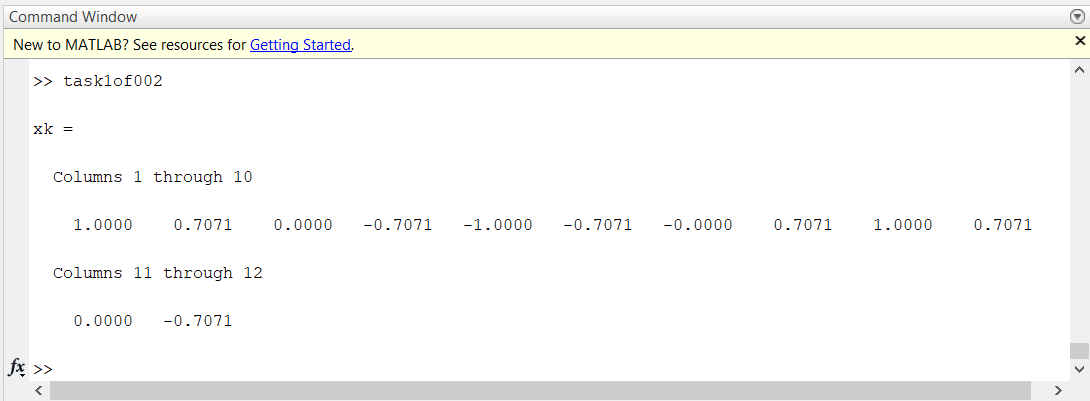 Command Window
New to MATLAB? See resources for Getting Started.
>> task1of002
xk =
Columns 1 through 10
1.0000 0.7071 0.0000 -0.7071 -1.0000 -0.7071 -0.0000 0.7071 1.0000 0.7071
Columns 11 through 12
0.0000 -0.7071
fx >>